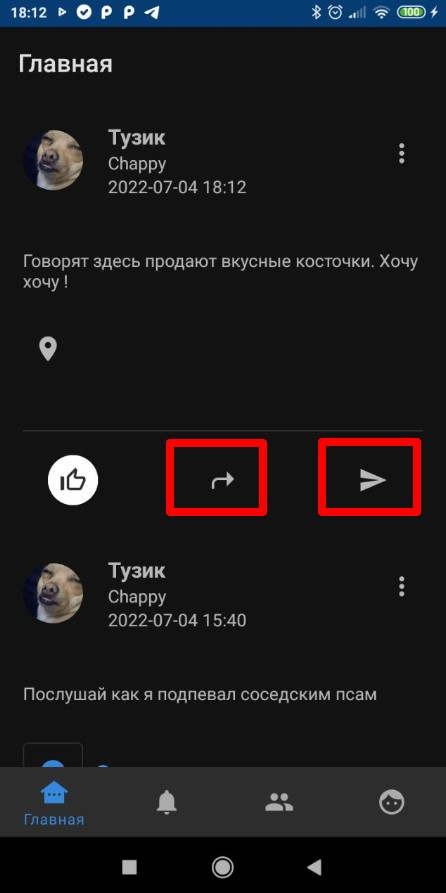 18:12
100
Главная
Тузик
Chappy
2022-07-04 18:12
Говорят здесь продают вкусные косточки. Хочу
хочу !
Тузик
Chappy
2022-07-04 15:40
Послушай как я подпевал соседским псам
Главная